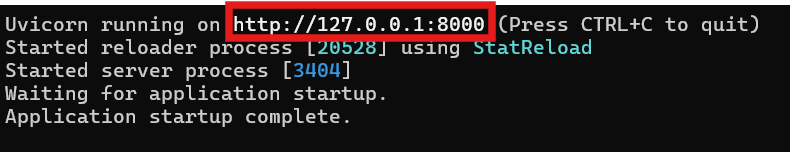 Uvicorn running on http://127.0.0.1:8000 (Press CTRL+C to quit)
Started reloader process [20528] using StatReload
Started server process [3404]
Waiting for application startup.
Application startup complete.